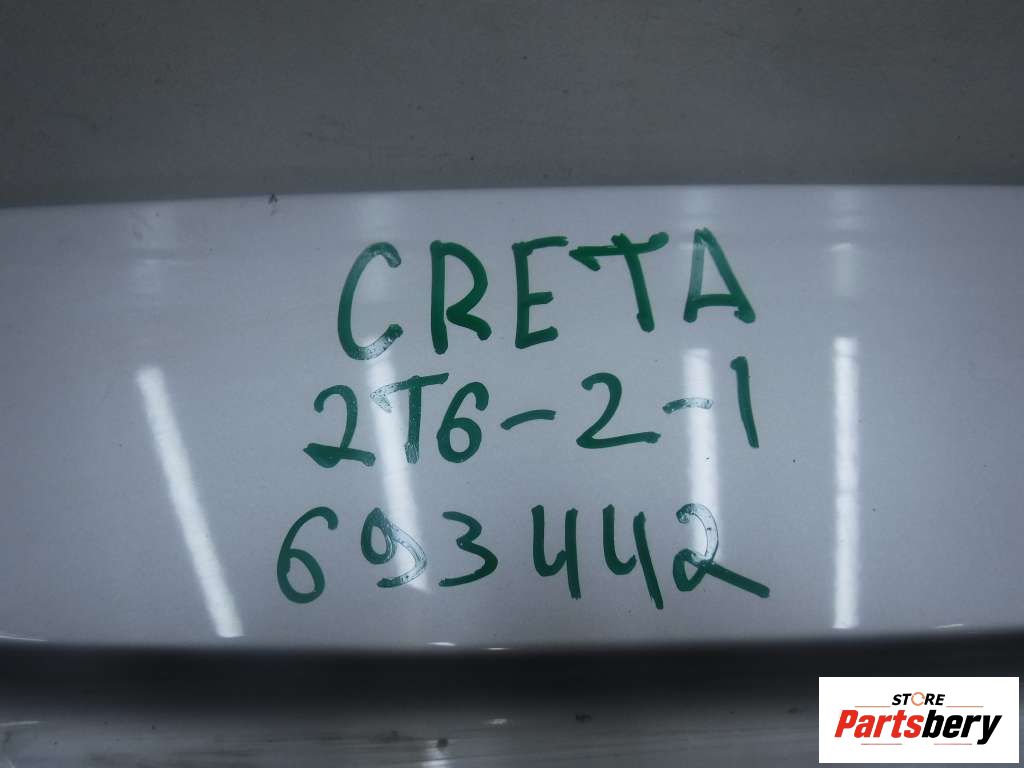 CRETA
2T6-2-1
693442
STORE
Partsbery